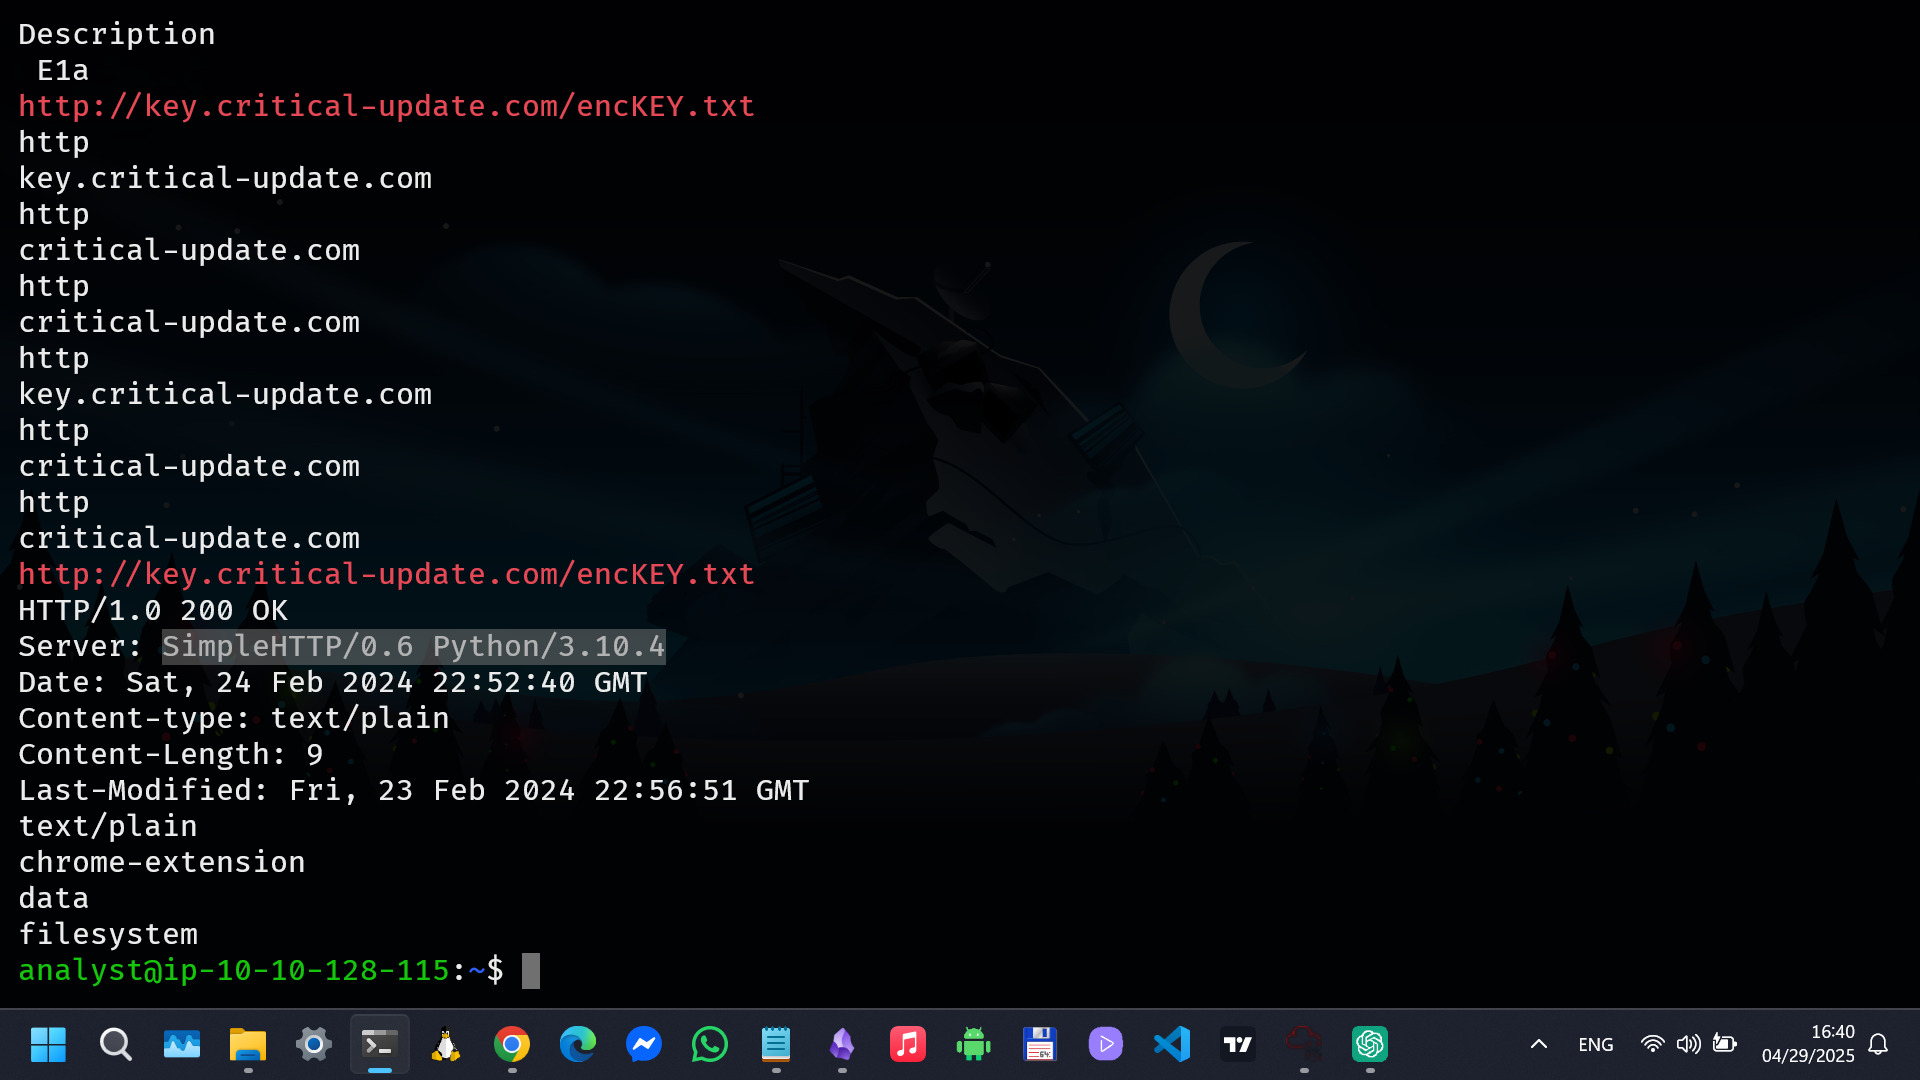 Description
 E1a
http://key.critical-update.com/encKEY.txt
http
key.critical-update.com
http
critical-update.com
http
critical-update.com
http
key.critical-update.com
http
critical-update.com
http
critical-update.com
http://key.critical-update.com/encKEY.txt
HTTP/1.0 200 OK
Server: SimpleHTTP/0.6 Python/3.10.4
Date: Sat, 24 Feb 2024 22:52:40 GMT
Content-type: text/plain
Content-Length: 9
Last-Modified: Fri, 23 Feb 2024 22:56:51 GMT
text/plain
chrome-extension
data
filesystem
analyst@ip-10-10-128-115:~$
64
ENG
16:40
04/29/2025